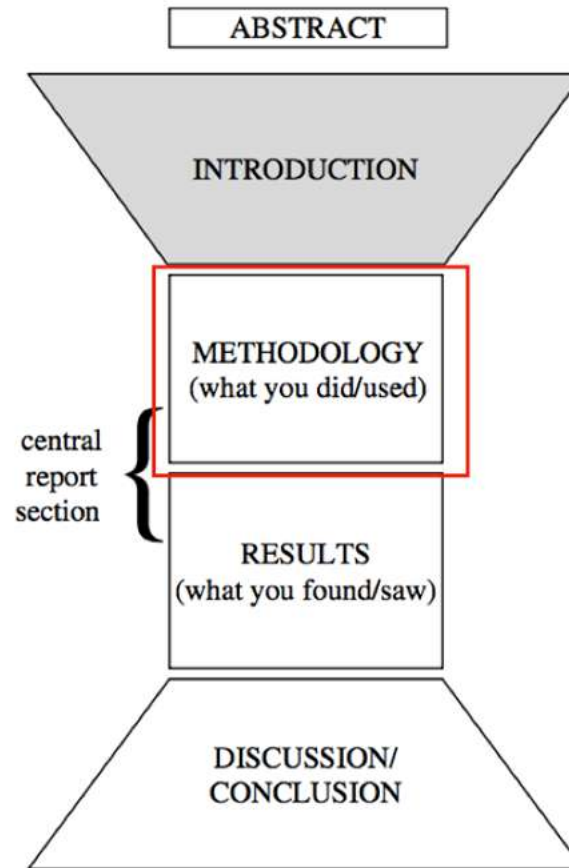 ABSTRACT
INTRODUCTION
METHODOLOGY
(what you did/used)
central
report
section
RESULTS
(what you found/saw)
DISCUSSION/
CONCLUSION